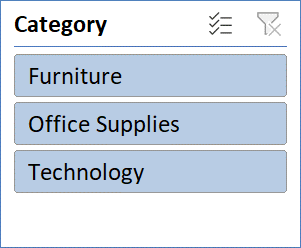 Category
Furniture
Office Supplies
Technology